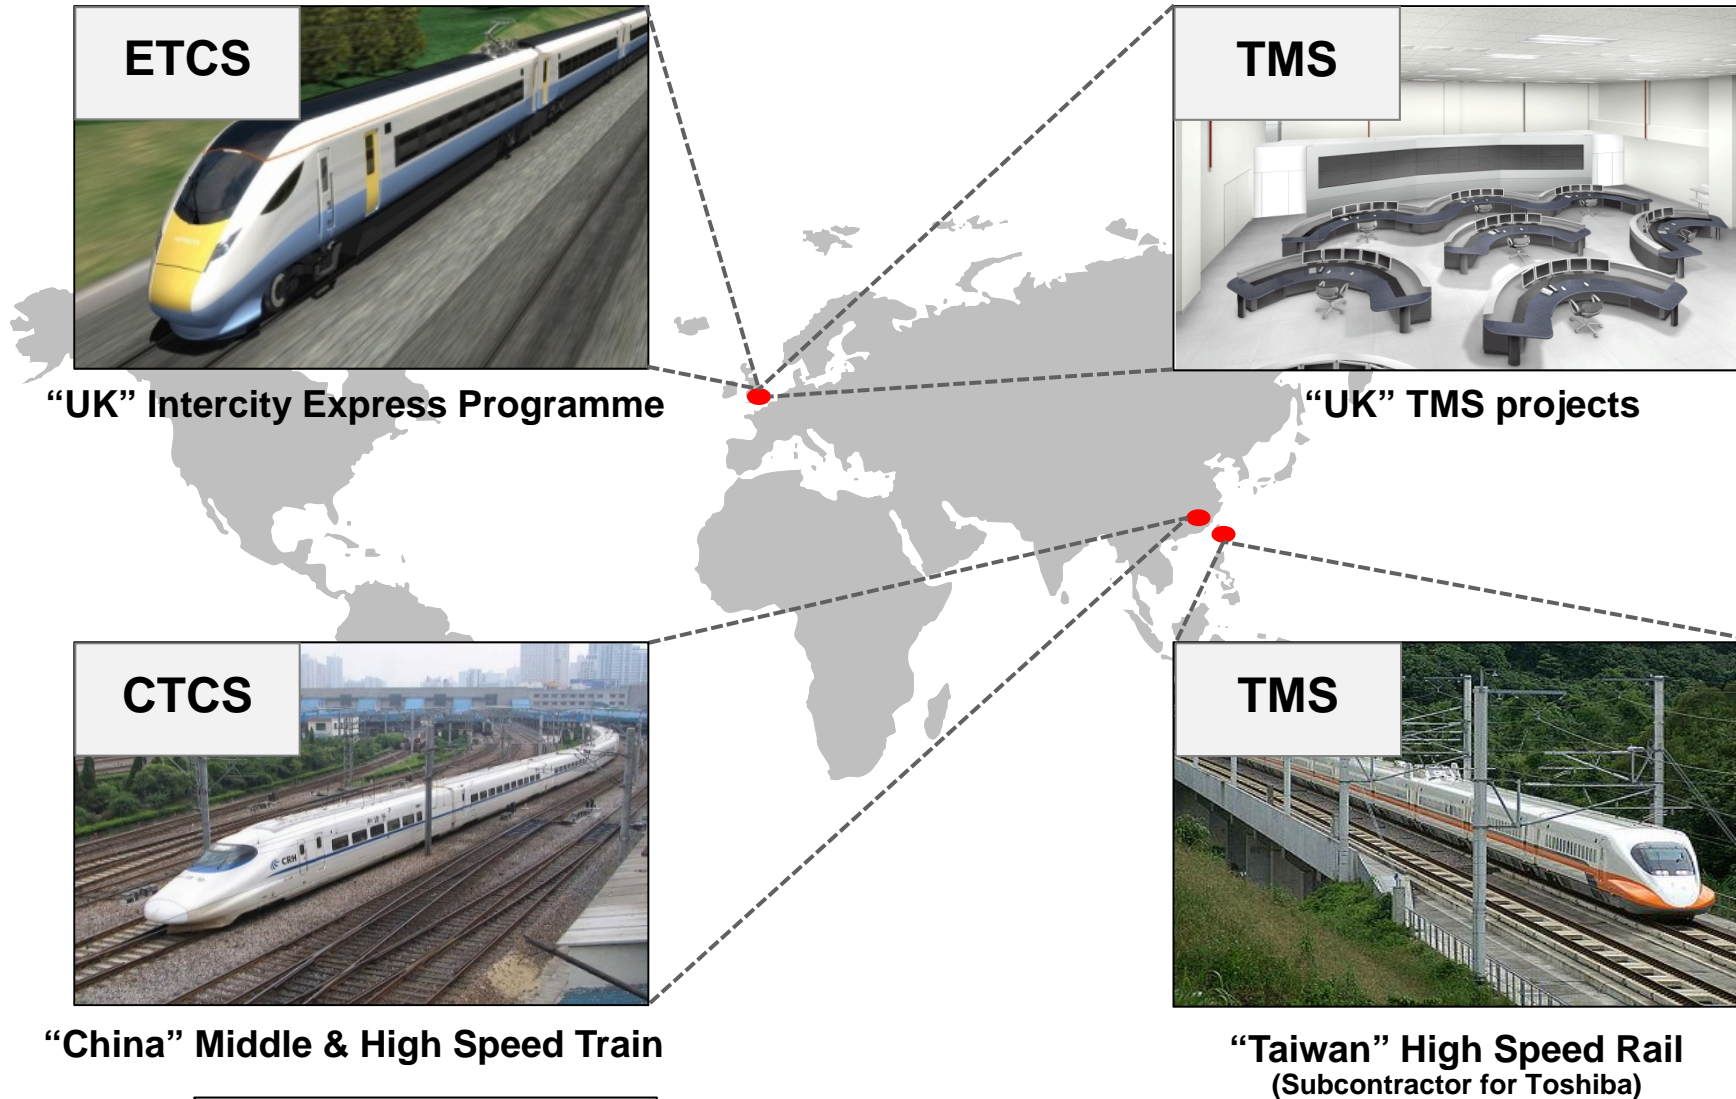 ETCS
TMS
“UK” Intercity Express Programme
“UK” TMS projects
CTCS
CRH
TMS
“China” Middle & High Speed Train
“Taiwan” High Speed Rail
(Subcontractor for Toshiba)